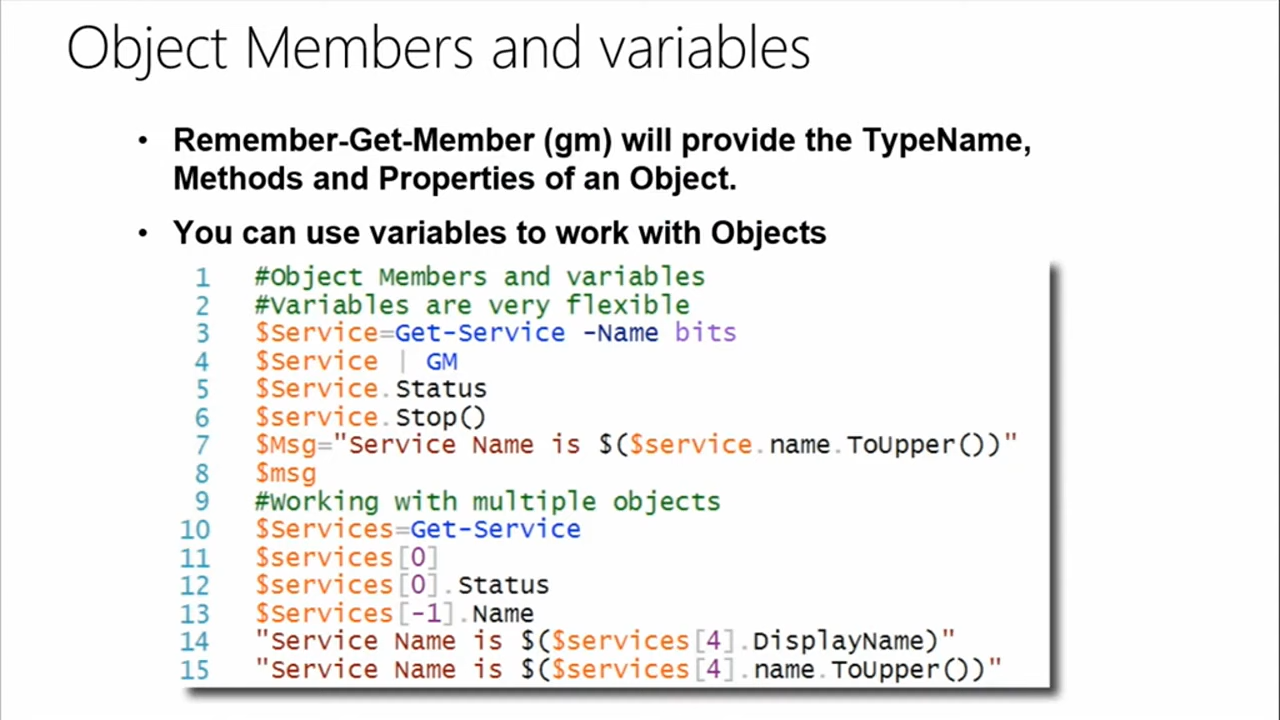 Object Members and variables
• Remember-Get-Member (gm) will provide the TypeName,
Methods and Properties of an Object.
• You can use variables to work with Objects
1 #Object Members and variables
2 #Variables are very flexible
3 $Service=Get-Service -Name bits
4 $Service | GM
5 $Service.Status
6 $service.Stop()
7 $Msg="Service Name is $($service.name.ToUpper())"
8 $msg
9 #Working with multiple objects
10 $Services=Get-Service
11 $services[0]
12 $services[0].Status
13 $Services[-1].Name
14 "Service Name is $($services[4].DisplayName)"
15 "Service Name is $($services[4].name.ToUpper())"